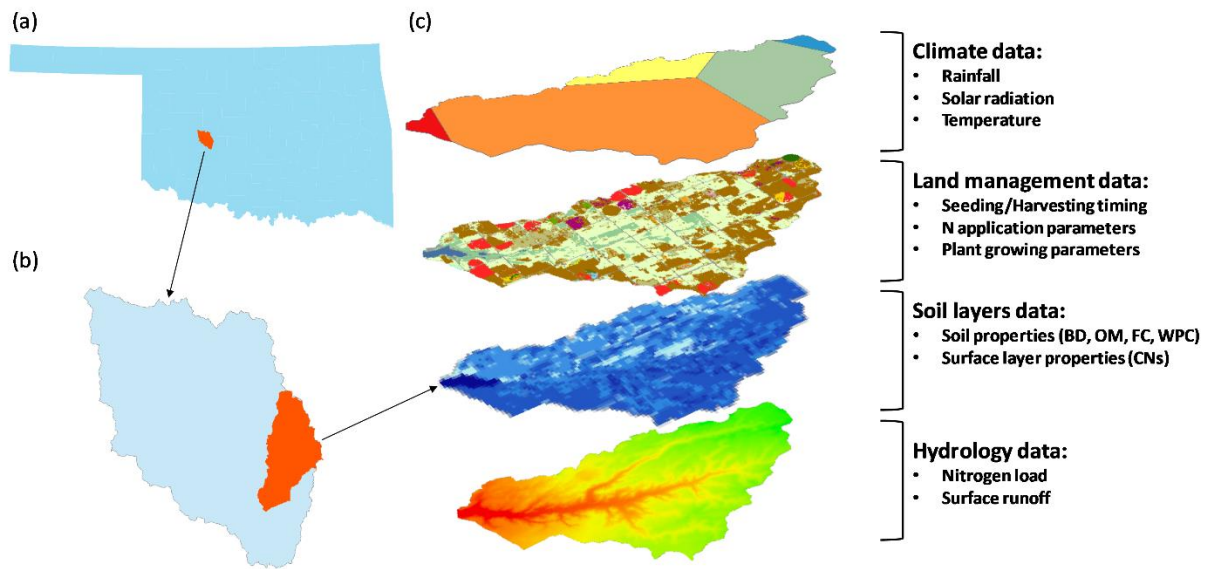 (a)
(b)
(c)
Climate data:
• Rainfall
• Solar radiation
• Temperature
Land management data:
• Seeding/Harvesting timing
• N application parameters
• Plant growing parameters
Soil layers data:
• Soil properties (BD, OM, FC, WPC)
• Surface layer properties (CNs)
Hydrology data:
• Nitrogen load
• Surface runoff